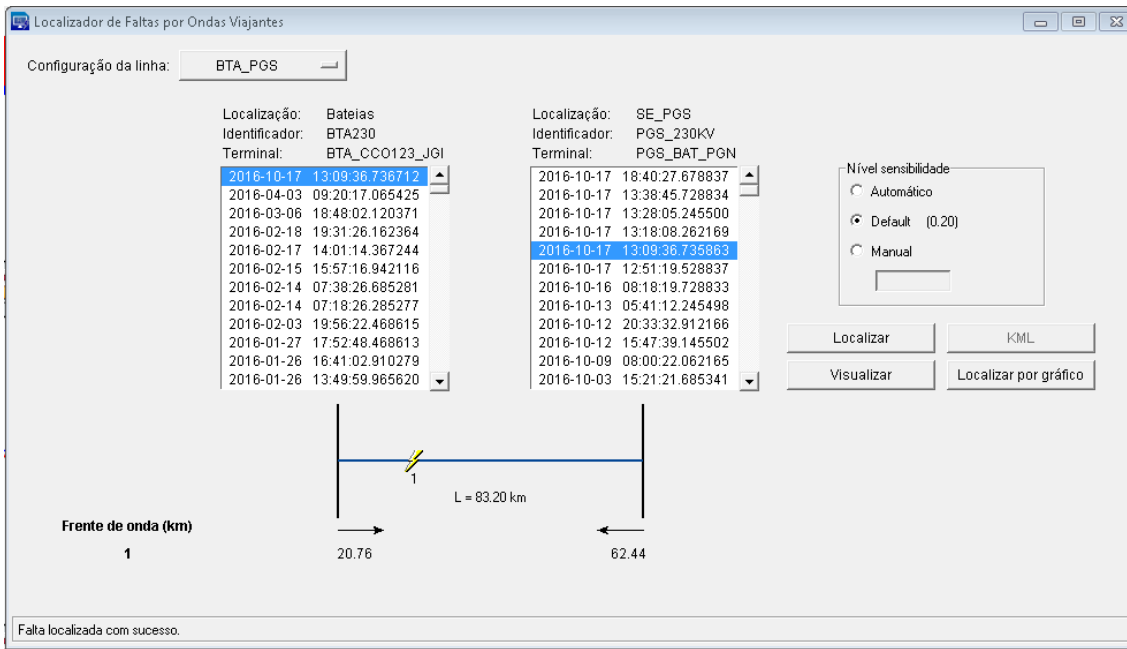 Localizador de Faltas por Ondas Viajantes
Configuração da linha: BTA_PGS
Localização: Bateias
Identificador: BTA230
Terminal: BTA_CCO123_JGI
2016-10-17 13:09:36.736712
2016-04-03 09:20:17.065425
2016-03-06 18:48:02.120371
2016-02-18 19:31:26.162364
2016-02-17 14:01:14.367244
2016-02-15 15:57:16.942116
2016-02-14 07:38:26.685281
2016-02-14 07:18:26.285277
2016-02-03 19:56:22.468615
2016-01-27 17:52:48.468613
2016-01-26 16:41:02.910279
2016-01-26 13:49:59.965620
Localização: SE_PGS
Identificador: PGS_230KV
Terminal: PGS_BAT_PGN
2016-10-17 18:40:27.678837
2016-10-17 13:38:45.728834
2016-10-17 13:28:05.245500
2016-10-17 13:18:08.262169
2016-10-17 13:09:36.735863
2016-10-17 12:51:19.528837
2016-10-16 08:18:19.728833
2016-10-13 05:41:12.245498
2016-10-12 20:33:32.912166
2016-10-12 15:47:39.145502
2016-10-09 08:00:22.062165
2016-10-03 15:21:21.685341
Nível sensibilidade
Automático
Default (0.20)
Manual
Localizar
KML
Visualizar
Localizar por gráfico
1
L = 83.20 km
Frente de onda (km)
1 20.76 62.44
Falta localizada com sucesso.